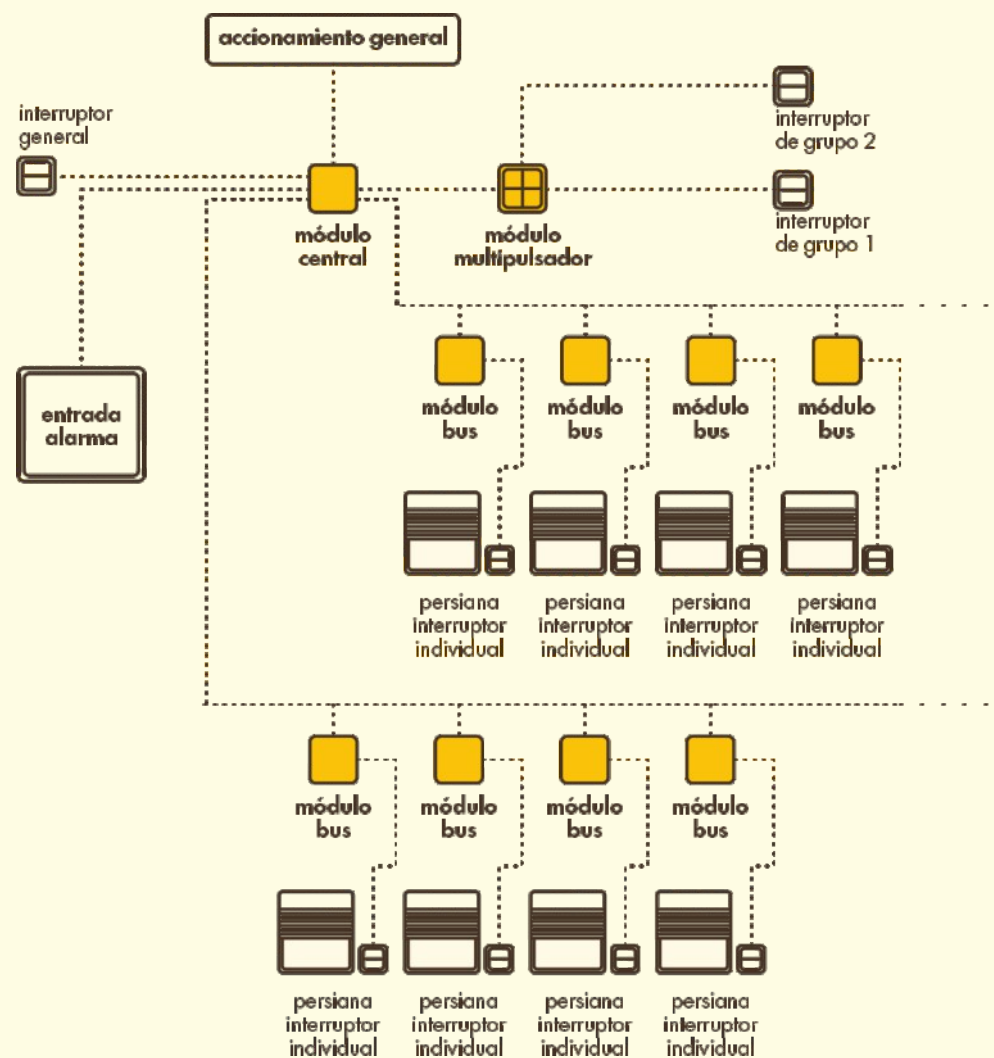 accionamiento general
interruptor
general
interruptor
de grupo 2
interruptor
de grupo 1
módulo
central
módulo
multipulsador
entrada
alarma
módulo
bus
módulo
bus
módulo
bus
módulo
bus
persiana
interruptor
individual
persiana
interruptor
individual
persiana
interruptor
individual
persiana
interruptor
individual
módulo
bus
módulo
bus
módulo
bus
módulo
bus
persiana
interruptor
individual
persiana
interruptor
individual
persiana
interruptor
individual
persiana
interruptor
individual